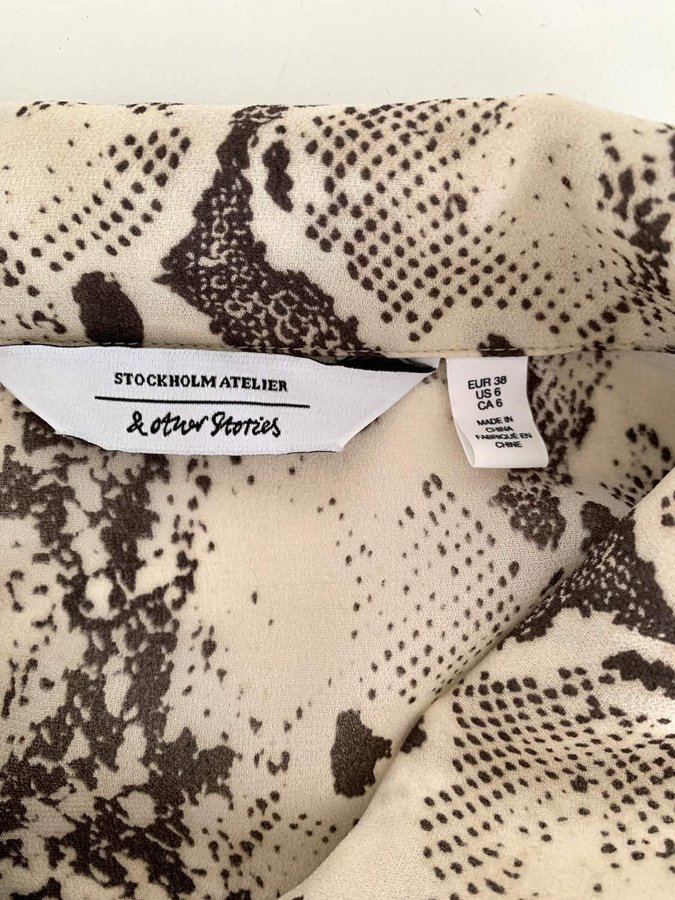 STOCKHOLM ATELIER
& other Stories
EUR 38
US 6
CA 6
MADE IN
CHINA
FABRIQUÉ EN
CHINE